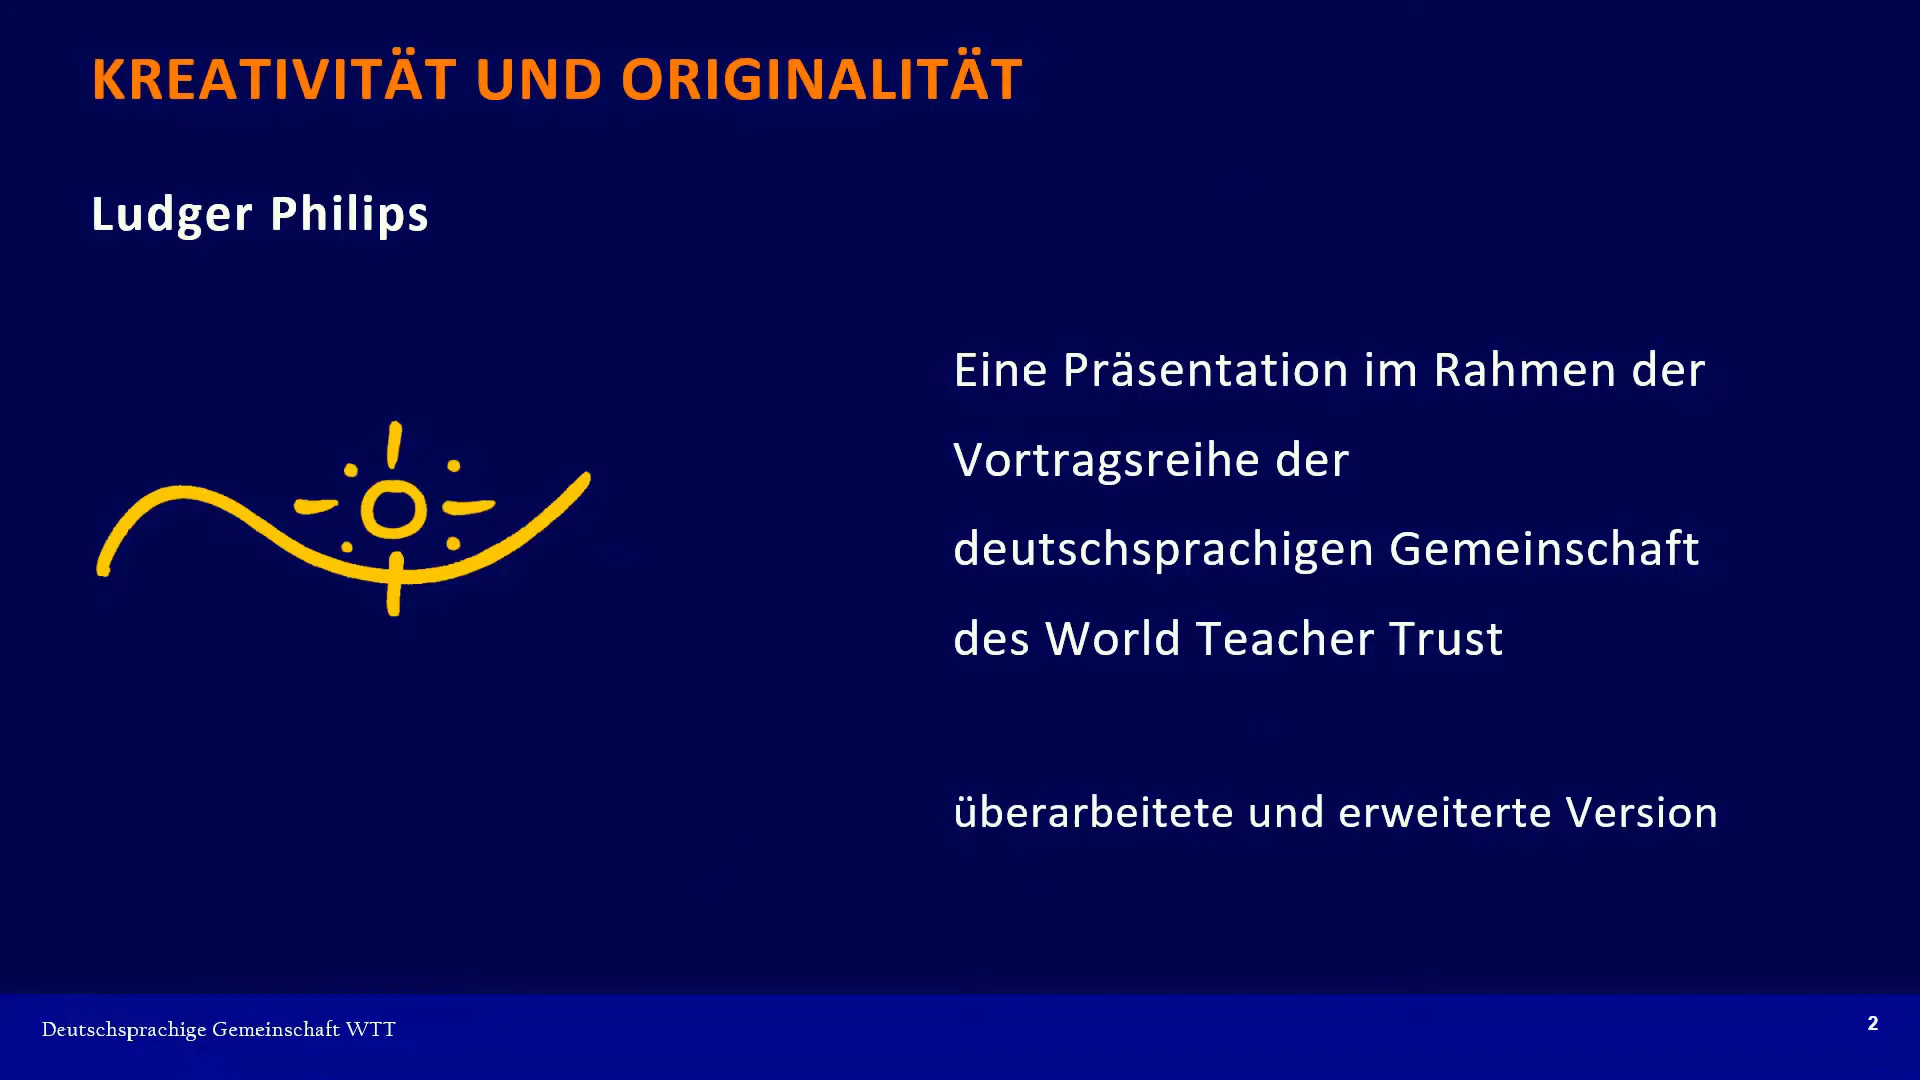 KREATIVITÄT UND ORIGINALITÄT
Ludger Philips
Eine Präsentation im Rahmen der
Vortragsreihe der
deutschsprachigen Gemeinschaft
des World Teacher Trust
überarbeitete und erweiterte Version
Deutschsprachige Gemeinschaft WTT
2